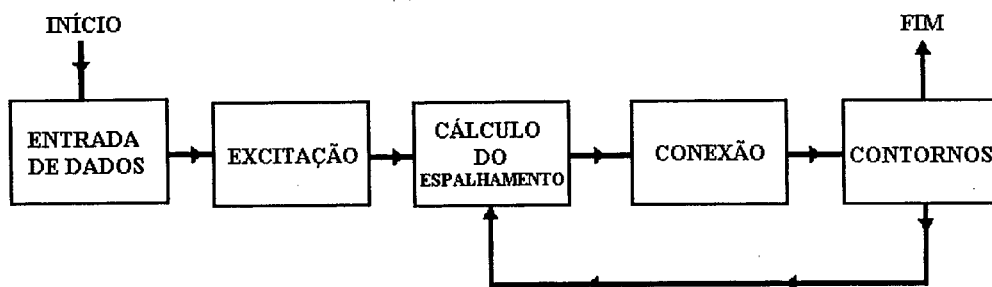 INÍCIO
FIM
ENTRADA
DE DADOS
EXCITAÇÃO
CÁLCULO
DO
ESPALHAMENTO
CONEXÃO
CONTORNOS